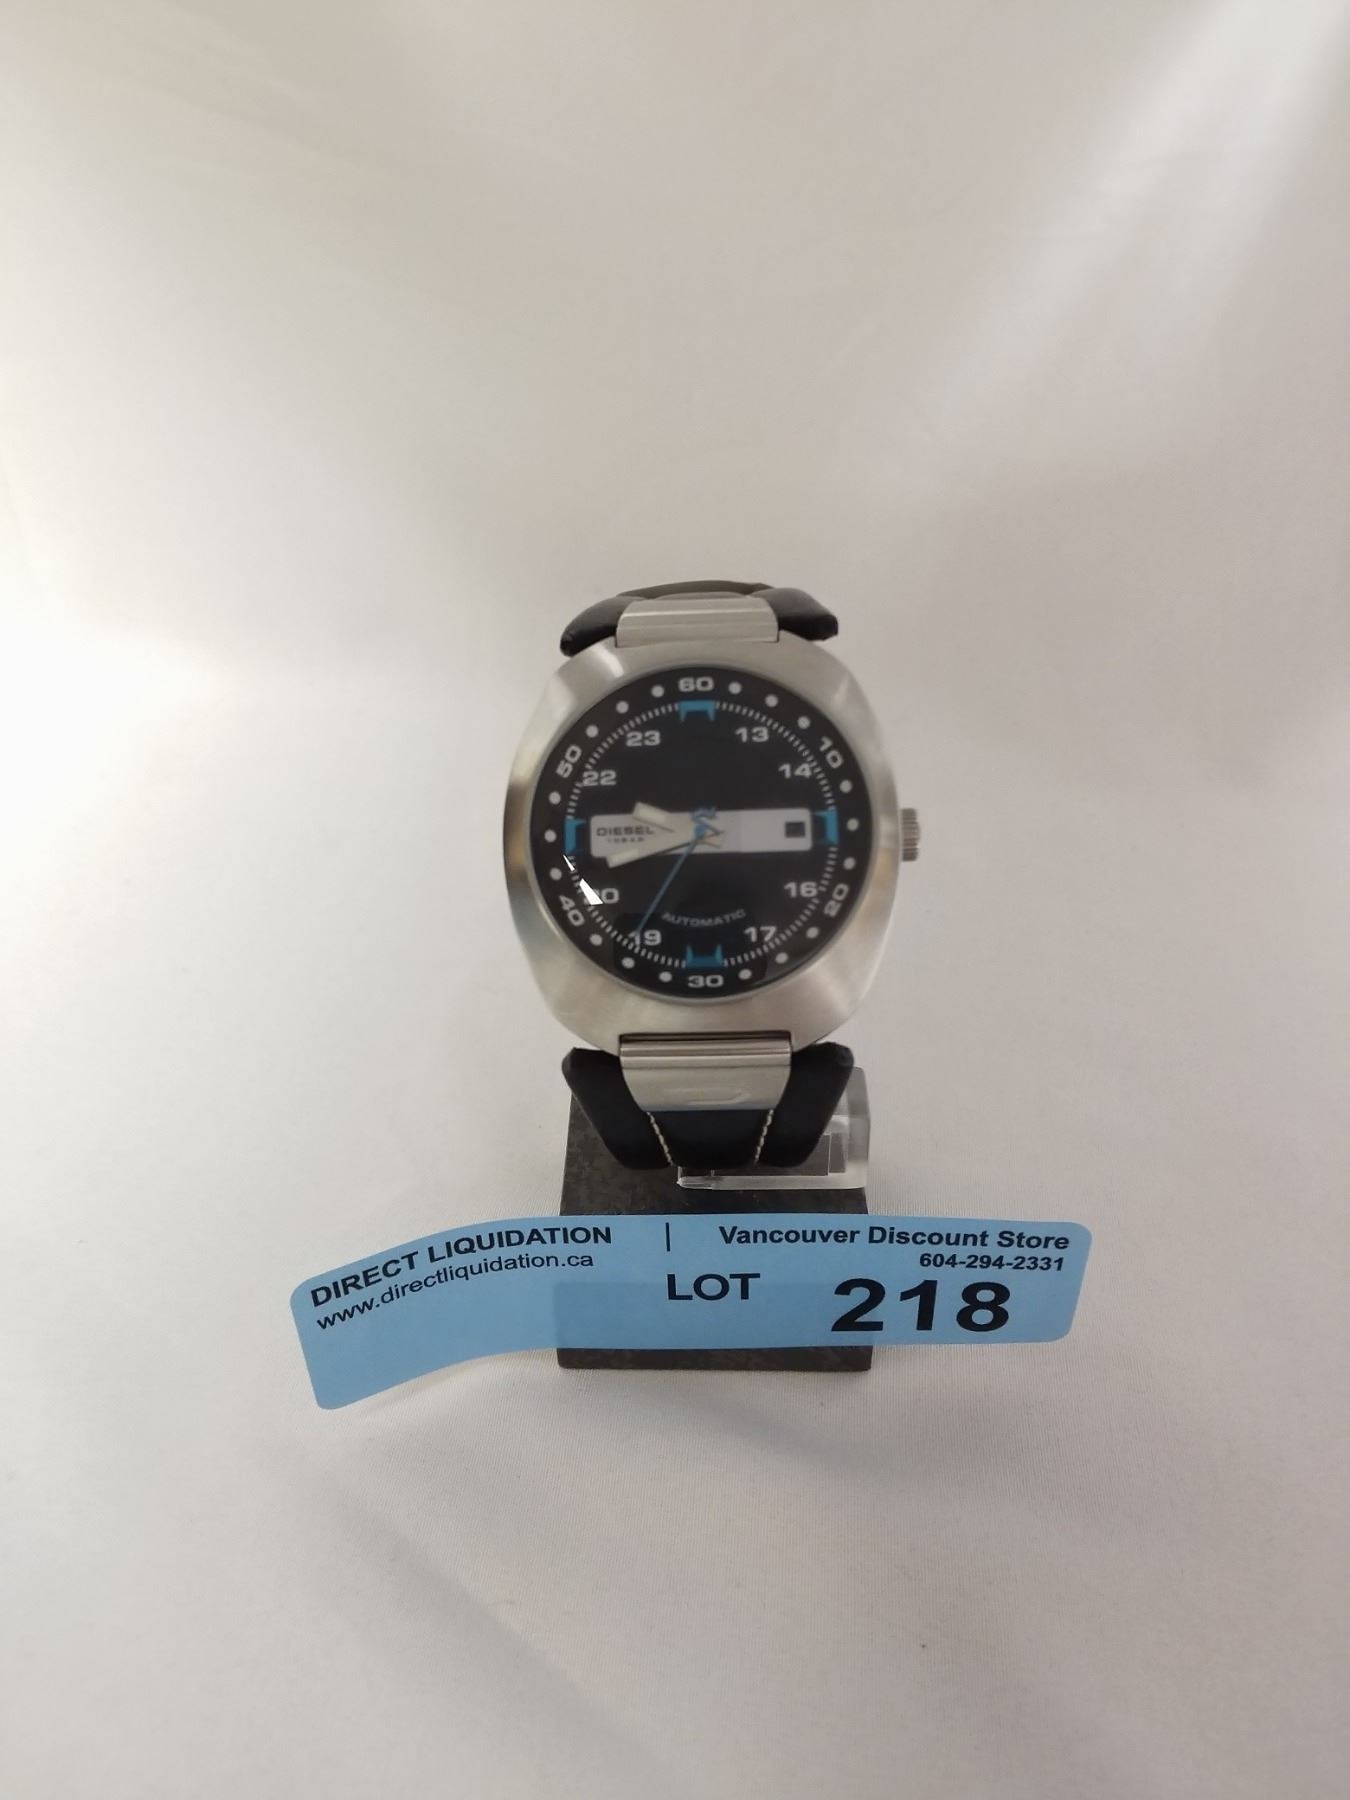 60
23 13
50 10
22 14
DIESEL
10BAR
16
40 20
AUTOMATIC
19 17
30
DIRECT LIQUIDATION | Vancouver Discount Store
www.directliquidation.ca 604-294-2331
LOT 218